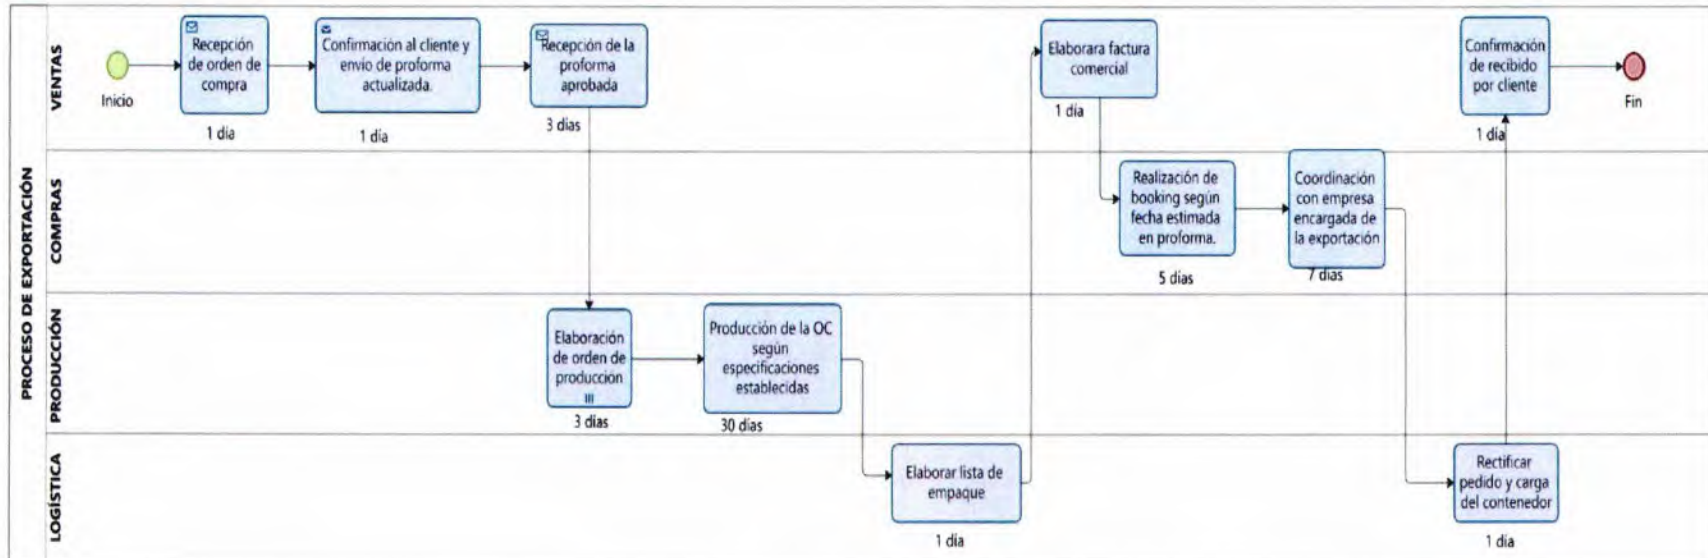 PROCESO DE EXPORTACIÓN
VENTAS
Inicio
Recepción
de orden de
compra
1 día
Confirmación al cliente y
envío de proforma
actualizada.
1 día
Recepción de la
proforma
aprobada
3 días
Elaborara factura
comercial
1 día
Confirmación
de recibido
por cliente
1 día
Fin
COMPRAS
Realización de
booking según
fecha estimada
en proforma.
5 días
Coordinación
con empresa
encargada de
la exportación
7 días
PRODUCCIÓN
Elaboración
de orden de
producción
3 días
Producción de la OC
según
especificaciones
establecidas
30 días
LOGÍSTICA
Elaborar lista de
empaque
1 día
Rectificar
pedido y carga
del contenedor
1 día